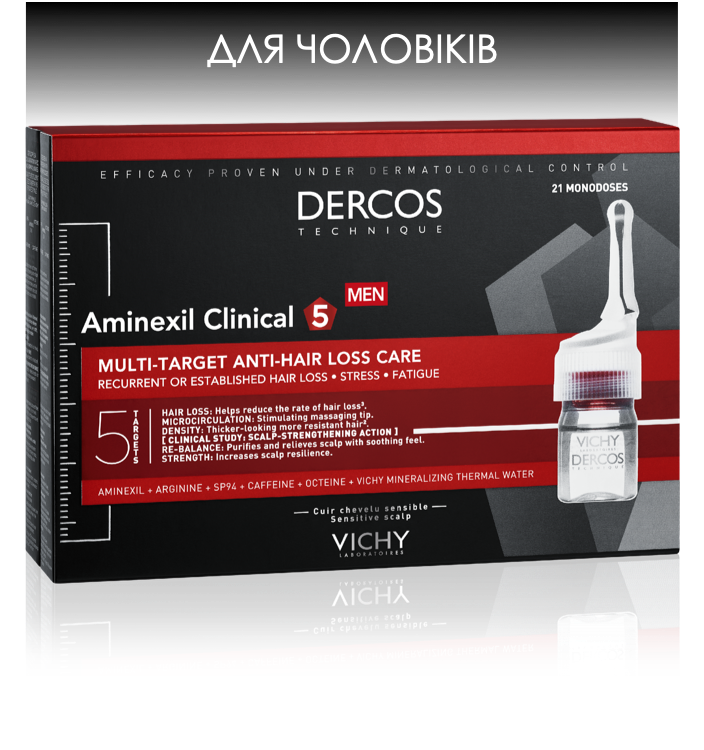 ДЛЯ ЧОЛОВІКІВ
EFFICACY PROVEN UNDER DERMATOLOGICAL CONTROL
21 MONODOSES
DERCOS
TECHNIQUE
MEN
Aminexil Clinical 5
MULTI-TARGET ANTI-HAIR LOSS CARE
RECURRENT OR ESTABLISHED HAIR LOSS • STRESS • FATIGUE
5 TARGETS
HAIR LOSS: Helps reduce the rate of hair loss¹.
MICROCIRCULATION: Stimulating massaging tip.
DENSITY: Thicker-looking more resistant hair².
[ CLINICAL STUDY: SCALP-STRENGTHENING ACTION ]
RE-BALANCE: Purifies and relieves scalp with soothing feel.
STRENGTH: Increases scalp resilience.
AMINEXIL + ARGININE + SP94 + CAFFEINE + OCTEINE + VICHY MINERALIZING THERMAL WATER
Cuir chevelu sensible
Sensitive scalp
VICHY
LABORATOIRES
VICHY
LABORATOIRES
DERCOS
TECHNIQUE